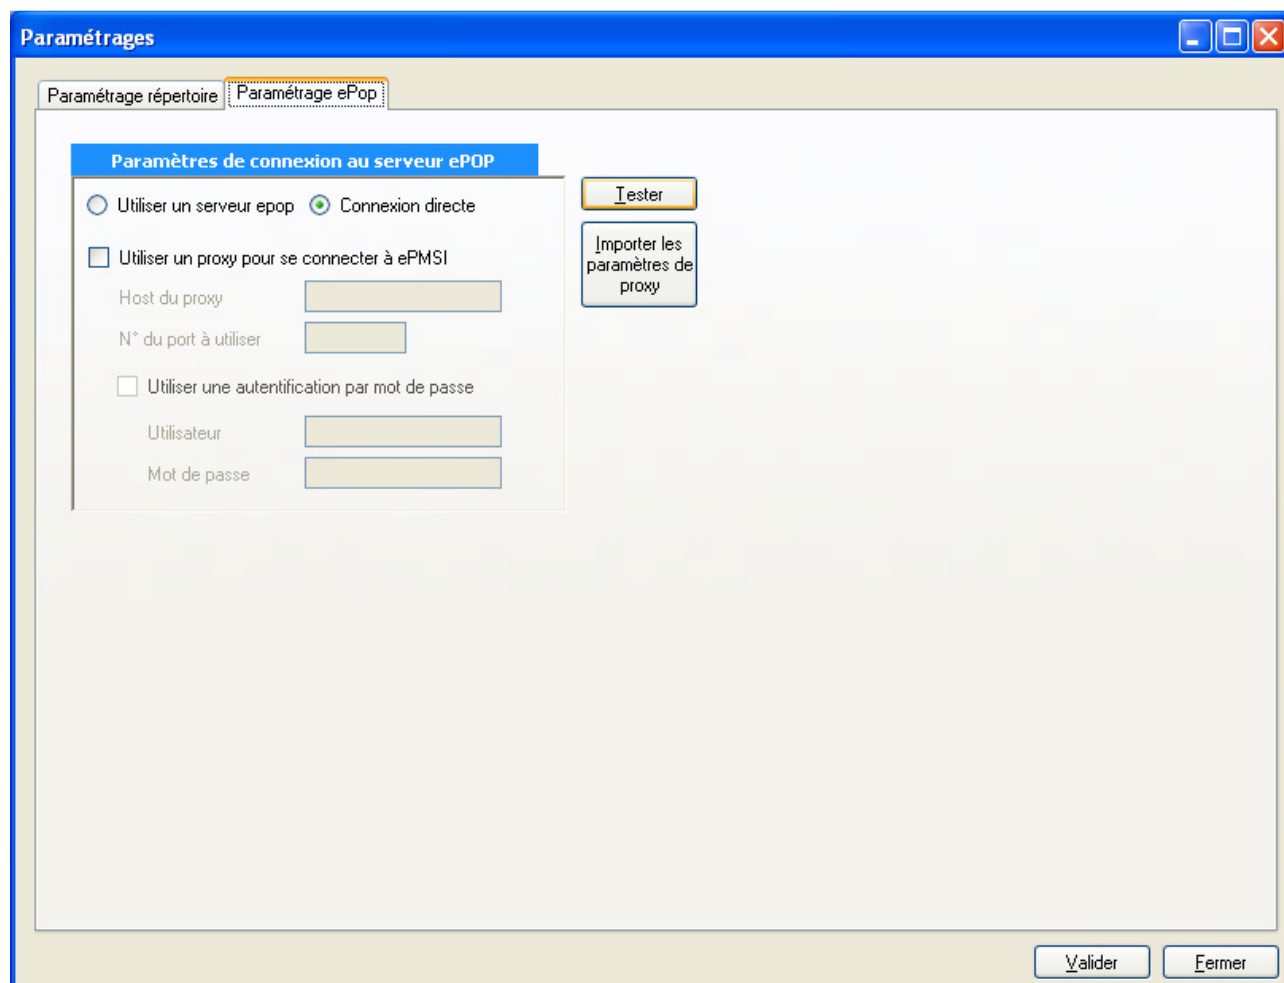 Paramétrages
Paramétrage répertoire
Paramétrage ePop
Paramètres de connexion au serveur ePOP
Utiliser un serveur epop
Connexion directe
Tester
Utiliser un proxy pour se connecter à ePMSI
Importer les
paramètres de
proxy
Host du proxy
N° du port à utiliser
Utiliser une autentification par mot de passe
Utilisateur
Mot de passe
Valider
Fermer